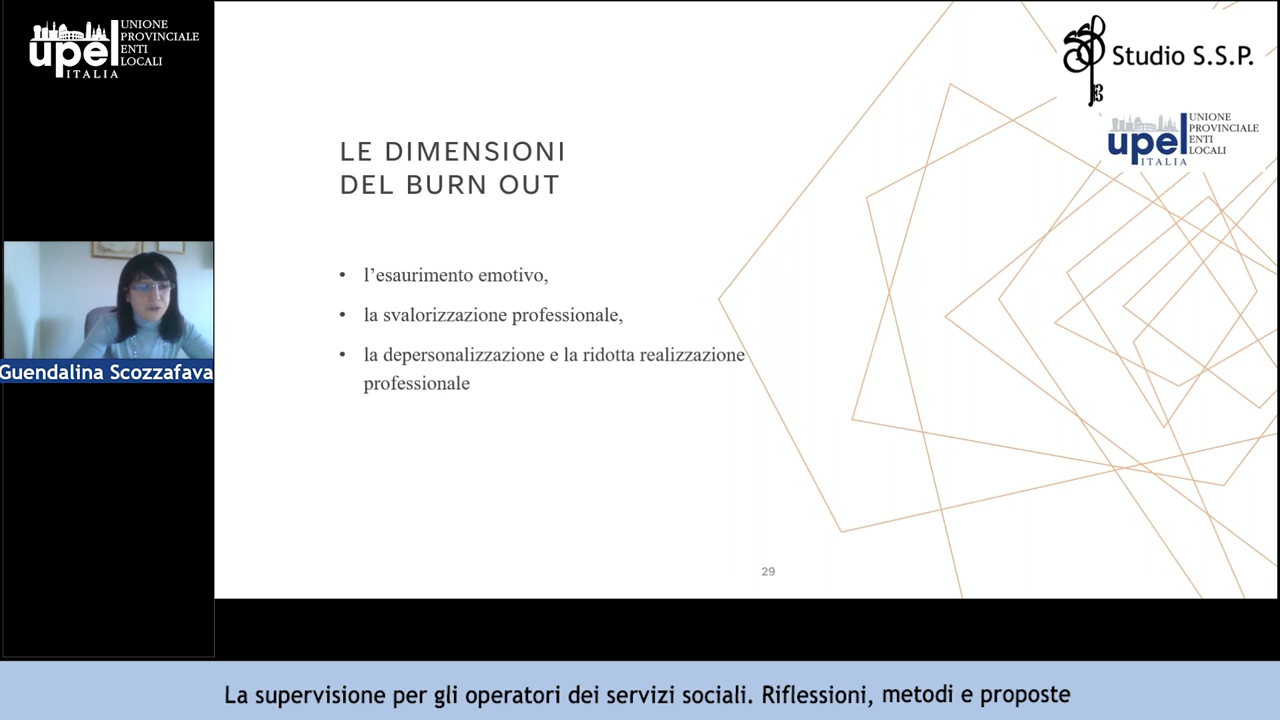 upel
ITALIA
UNIONE
PROVINCIALE
ENTI
LOCALI
Studio S.S.P.
upel
ITALIA
UNIONE
PROVINCIALE
ENTI
LOCALI
LE DIMENSIONI
DEL BURN OUT
• l’esaurimento emotivo,
• la svalorizzazione professionale,
• la depersonalizzazione e la ridotta realizzazione
professionale
Guendalina Scozzafava
29
La supervisione per gli operatori dei servizi sociali. Riflessioni, metodi e proposte